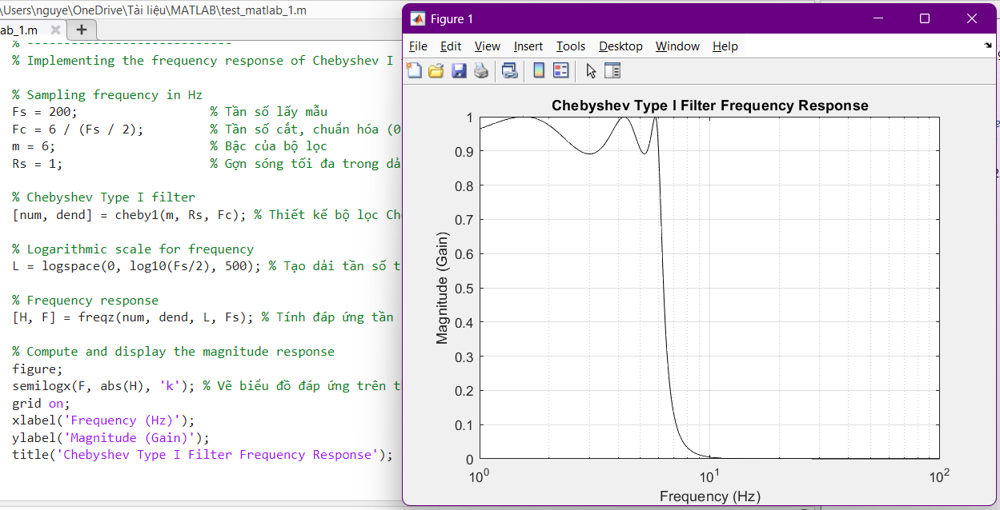 \Users\nguye\OneDrive\Tài liệu\MATLAB\test_matlab_1.m
ab_1.m
% ----------------------------
% Implementing the frequency response of Chebyshev I
% Sampling frequency in Hz
Fs = 200; % Tần số lấy mẫu
Fc = 6 / (Fs / 2); % Tần số cắt, chuẩn hóa (0
m = 6; % Bậc của bộ lọc
Rs = 1; % Gợn sóng tối đa trong dả
% Chebyshev Type I filter
[num, dend] = cheby1(m, Rs, Fc); % Thiết kế bộ lọc Ch
% Logarithmic scale for frequency
L = logspace(0, log10(Fs/2), 500); % Tạo dải tần số t
% Frequency response
[H, F] = freqz(num, dend, L, Fs); % Tính đáp ứng tần
% Compute and display the magnitude response
figure;
semilogx(F, abs(H), 'k'); % Vẽ biểu đồ đáp ứng trên t
grid on;
xlabel('Frequency (Hz)');
ylabel('Magnitude (Gain)');
title('Chebyshev Type I Filter Frequency Response');
Figure 1
File Edit View Insert Tools Desktop Window Help
Chebyshev Type I Filter Frequency Response
Magnitude (Gain)
1
0.9
0.8
0.7
0.6
0.5
0.4
0.3
0.2
0.1
0
10⁰ 10¹ 10²
Frequency (Hz)